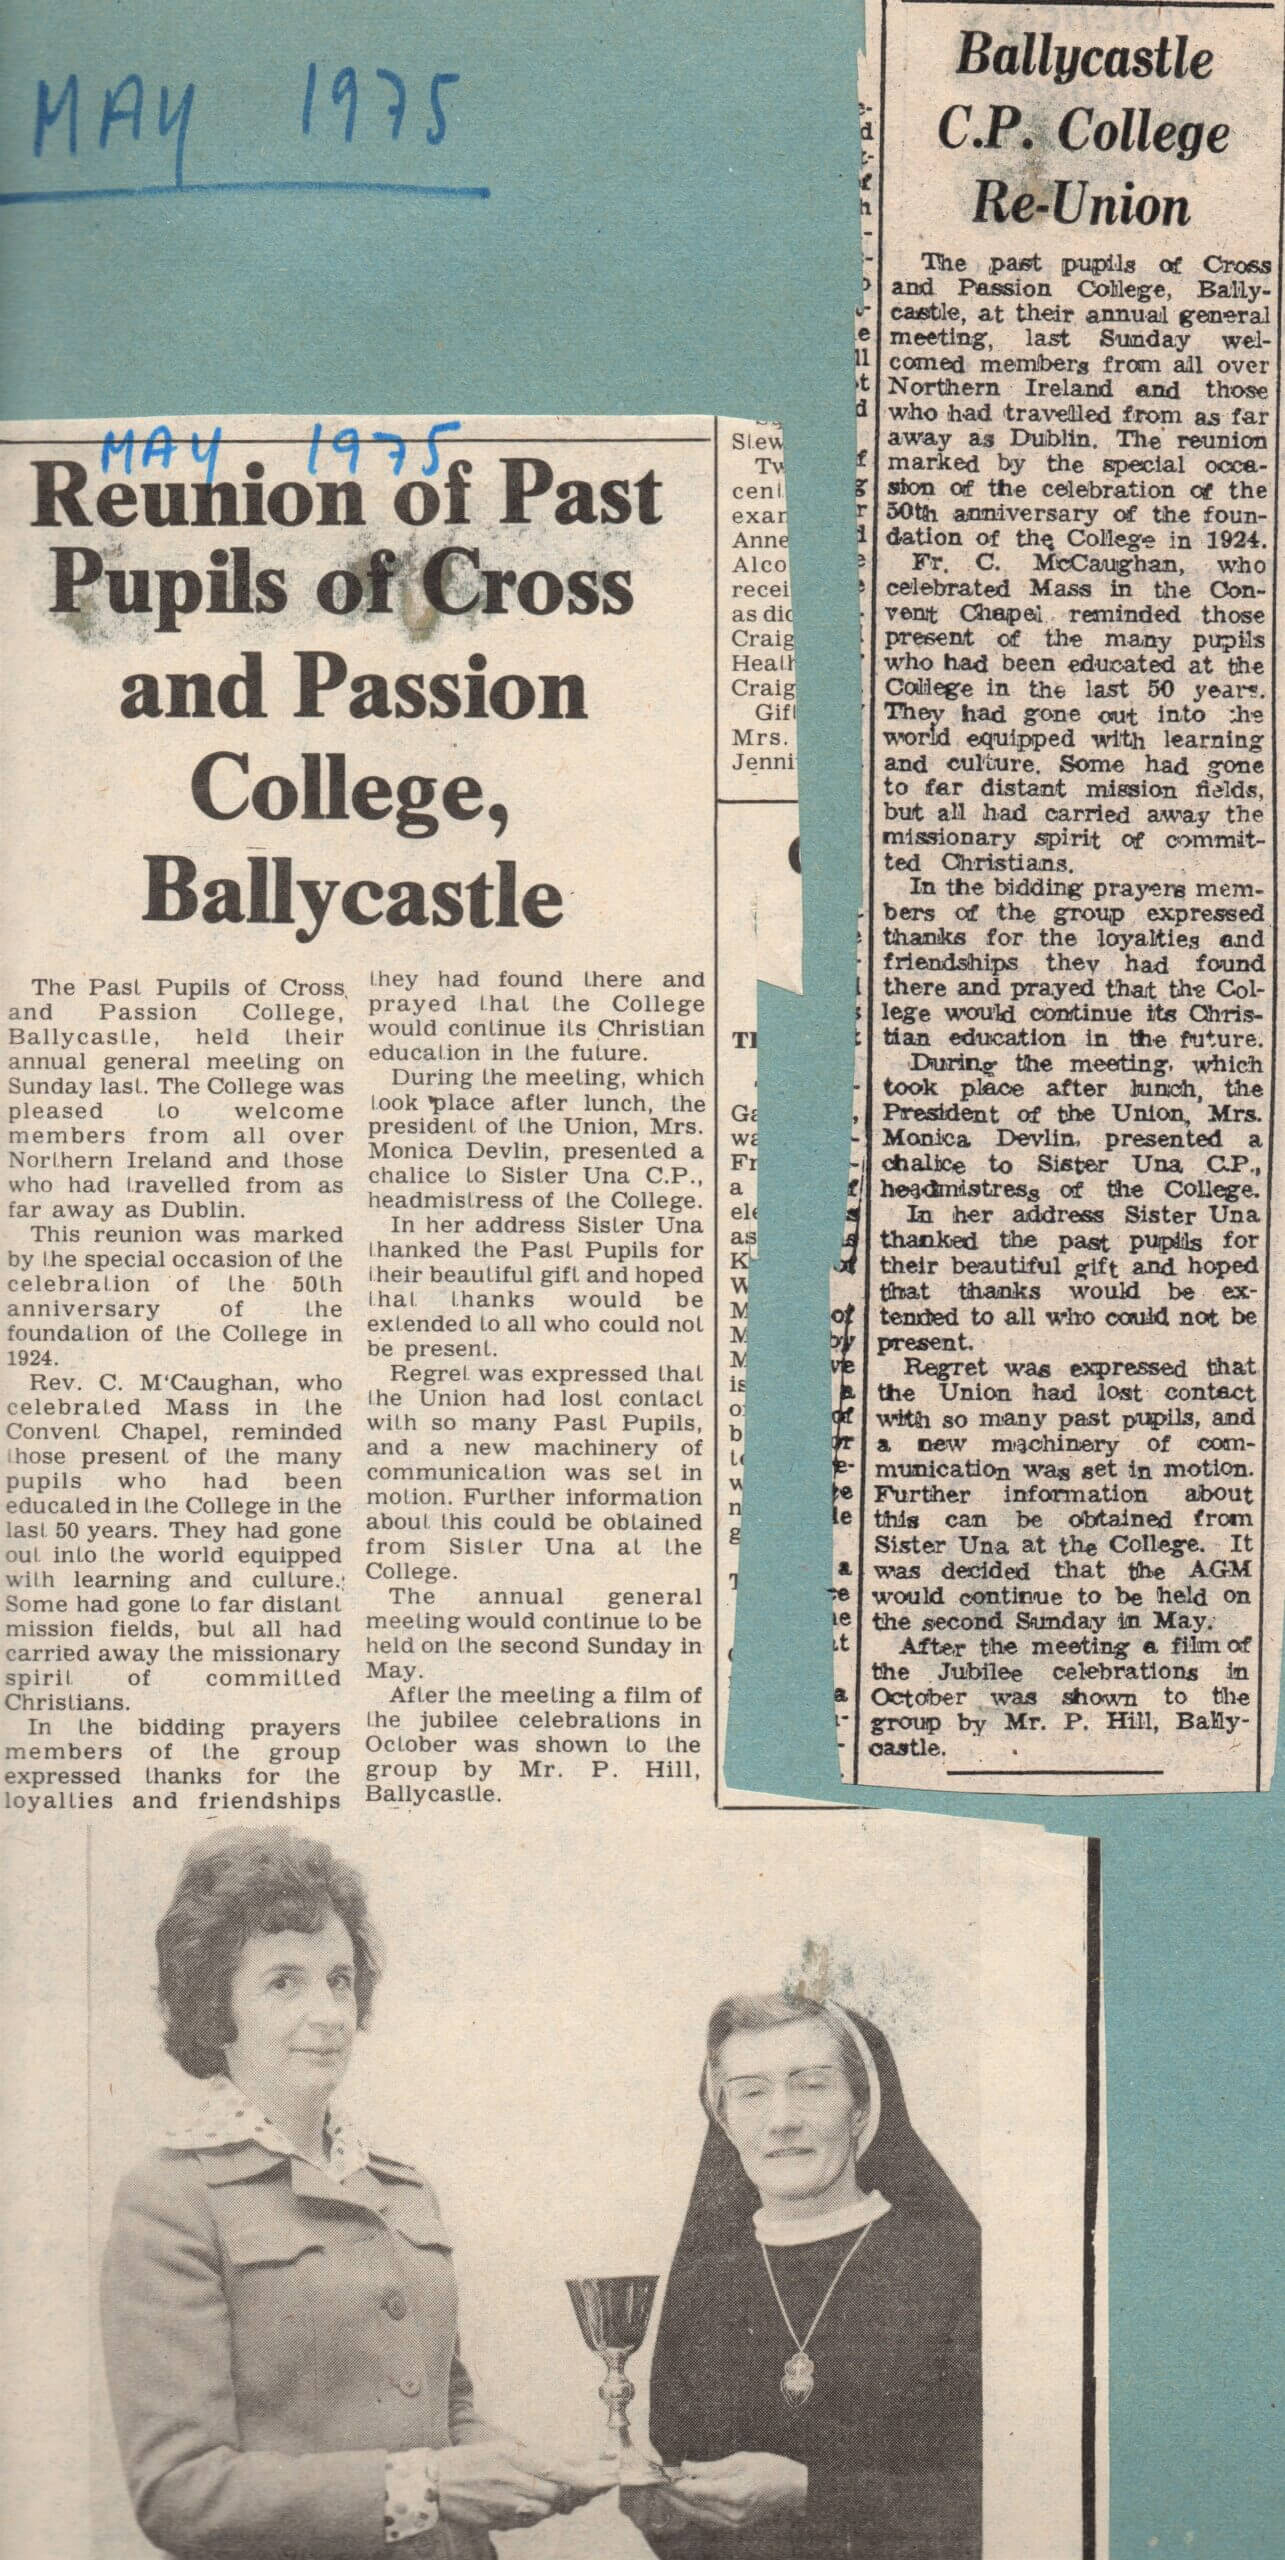 MAY 1975
MAY 1975
Reunion of Past
Pupils of Cross
and Passion
College,
Ballycastle
The Past Pupils of Cross
and Passion College,
Ballycastle, held their
annual general meeting on
Sunday last. The College was
pleased to welcome
members from all over
Northern Ireland and those
who had travelled from as
far away as Dublin.
This reunion was marked
by the special occasion of the
celebration of the 50th
anniversary of the
foundation of the College in
1924.
Rev. C. M'Caughan, who
celebrated Mass in the
Convent Chapel, reminded
those present of the many
pupils who had been
educated in the College in the
last 50 years. They had gone
out into the world equipped
with learning and culture.
Some had gone to far distant
mission fields, but all had
carried away the missionary
spirit of committed
Christians.
In the bidding prayers
members of the group
expressed thanks for the
loyalties and friendships
they had found there and
prayed that the College
would continue its Christian
education in the future.
During the meeting, which
took place after lunch, the
president of the Union, Mrs.
Monica Devlin, presented a
chalice to Sister Una C.P.,
headmistress of the College.
In her address Sister Una
thanked the Past Pupils for
their beautiful gift and hoped
that thanks would be
extended to all who could not
be present.
Regret was expressed that
the Union had lost contact
with so many Past Pupils,
and a new machinery of
communication was set in
motion. Further information
about this could be obtained
from Sister Una at the
College.
The annual general
meeting would continue to be
held on the second Sunday in
May.
After the meeting a film of
the jubilee celebrations in
October was shown to the
group by Mr. P. Hill,
Ballycastle.
Stew
Tw
cent
exar
Anne
Alco
recei
as did
Craig
Healt
Craig
Gift
Mrs.
Jenni
Ballycastle
C.P. College
Re-Union
The past pupils of Cross
and Passion College, Bally-
castle, at their annual general
meeting, last Sunday wel-
comed members from all over
Northern Ireland and those
who had travelled from as far
away as Dublin. The reunion
marked by the special occa-
sion of the celebration of the
50th anniversary of the foun-
dation of the College in 1924.
Fr. C. McCaughan, who
celebrated Mass in the Con-
vent Chapel reminded those
present of the many pupils
who had been educated at the
College in the last 50 years.
They had gone out into the
world equipped with learning
and culture. Some had gone
to far distant mission fields,
but all had carried away the
missionary spirit of commit-
ted Christians.
In the bidding prayers mem-
bers of the group expressed
thanks for the loyalties and
friendships they had found
there and prayed that the Col-
lege would continue its Chris-
tian education in the future.
During the meeting, which
took place after lunch, the
President of the Union, Mrs.
Monica Devlin, presented a
chalice to Sister Una C.P.,
headmistress of the College.
In her address Sister Una
thanked the past pupils for
their beautiful gift and hoped
that thanks would be ex-
tended to all who could not be
present.
Regret was expressed that
the Union had lost contact
with so many past pupils, and
a new machinery of com-
munication was set in motion.
Further information about
this can be obtained from
Sister Una at the College. It
was decided that the AGM
would continue to be held on
the second Sunday in May.
After the meeting a film of
the Jubilee celebrations in
October was shown to the
group by Mr. P. Hill, Bally-
castle.